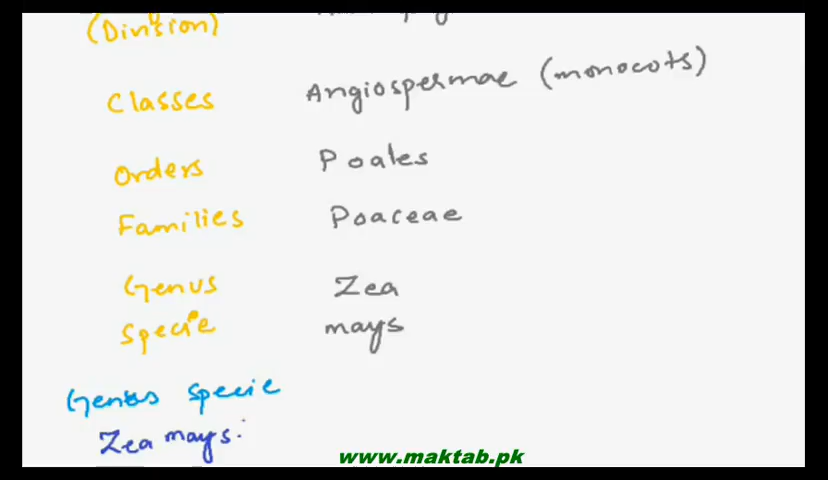 (Division)
Classes Angiospermae (monocots)
Orders Poales
Families Poaceae
Genus Zea
Specie mays
Genus specie
Zea mays.
www.maktab.pk